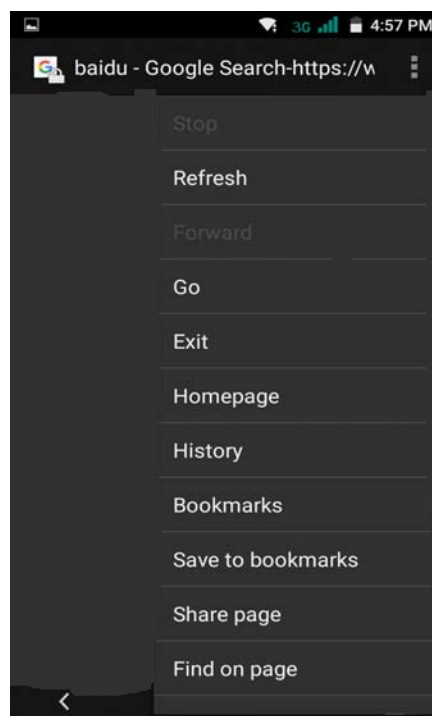 3G 4:57 PM
baidu - Google Search-https://w
Stop
Refresh
Forward
Go
Exit
Homepage
History
Bookmarks
Save to bookmarks
Share page
Find on page